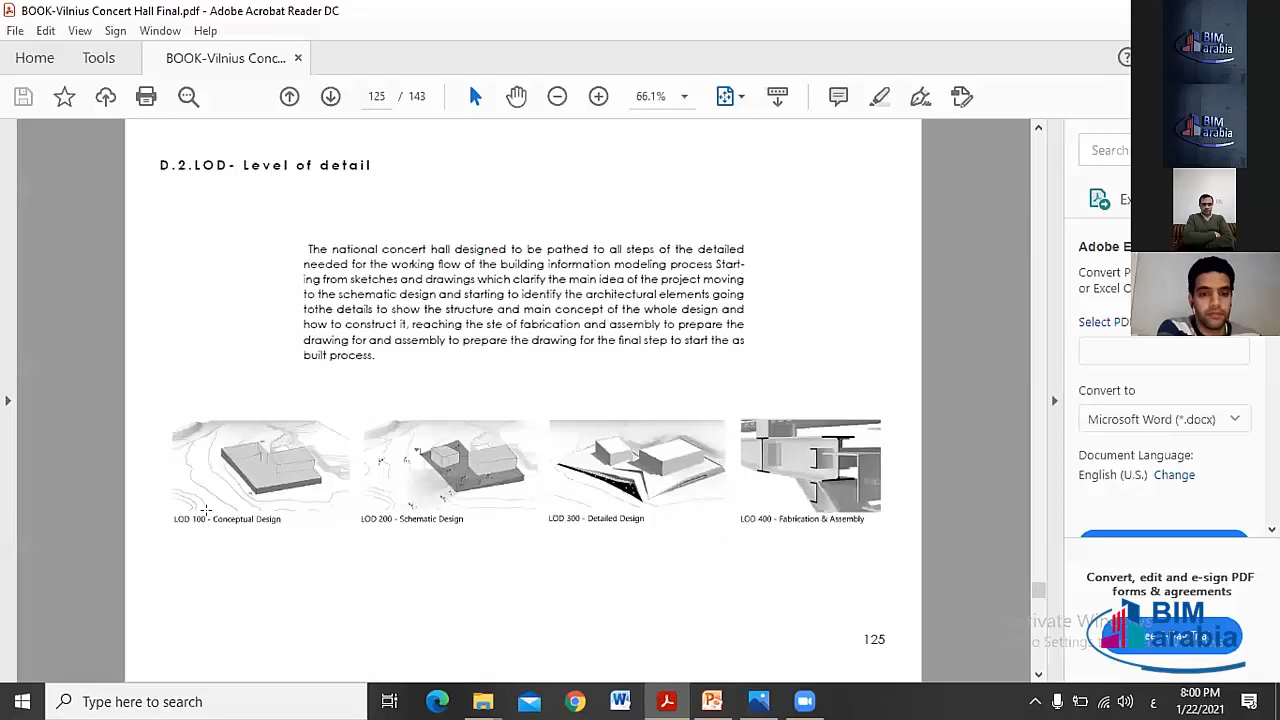 BOOK-Vilnius Concert Hall Final.pdf - Adobe Acrobat Reader DC
File Edit View Sign Window Help
Home Tools BOOK-Vilnius Conc... ×
125 / 143 66.1%
D.2.LOD- Level of detail
The national concert hall designed to be pathed to all steps of the detailed
needed for the working flow of the building information modeling process Start-
ing from sketches and drawings which clarify the main idea of the project moving
to the schematic design and starting to identify the architectural elements going
tothe details to show the structure and main concept of the whole design and
how to construct it, reaching the ste of fabrication and assembly to prepare the
drawing for and assembly to prepare the drawing for the final step to start the as
built process.
LOD 100 - Conceptual Design
LOD 200 - Schematic Design
LOD 300 - Detailed Design
LOD 400 - Fabrication & Assembly
125
BIM
arabia
BIM
arabia
Search
Adobe E
Convert P
or Excel O
Select PD
Convert to
Microsoft Word (*.docx)
Document Language:
English (U.S.) Change
Convert, edit and e-sign PDF
forms & agreements
BIM
arabia
Type here to search
ع
8:00 PM
1/22/2021